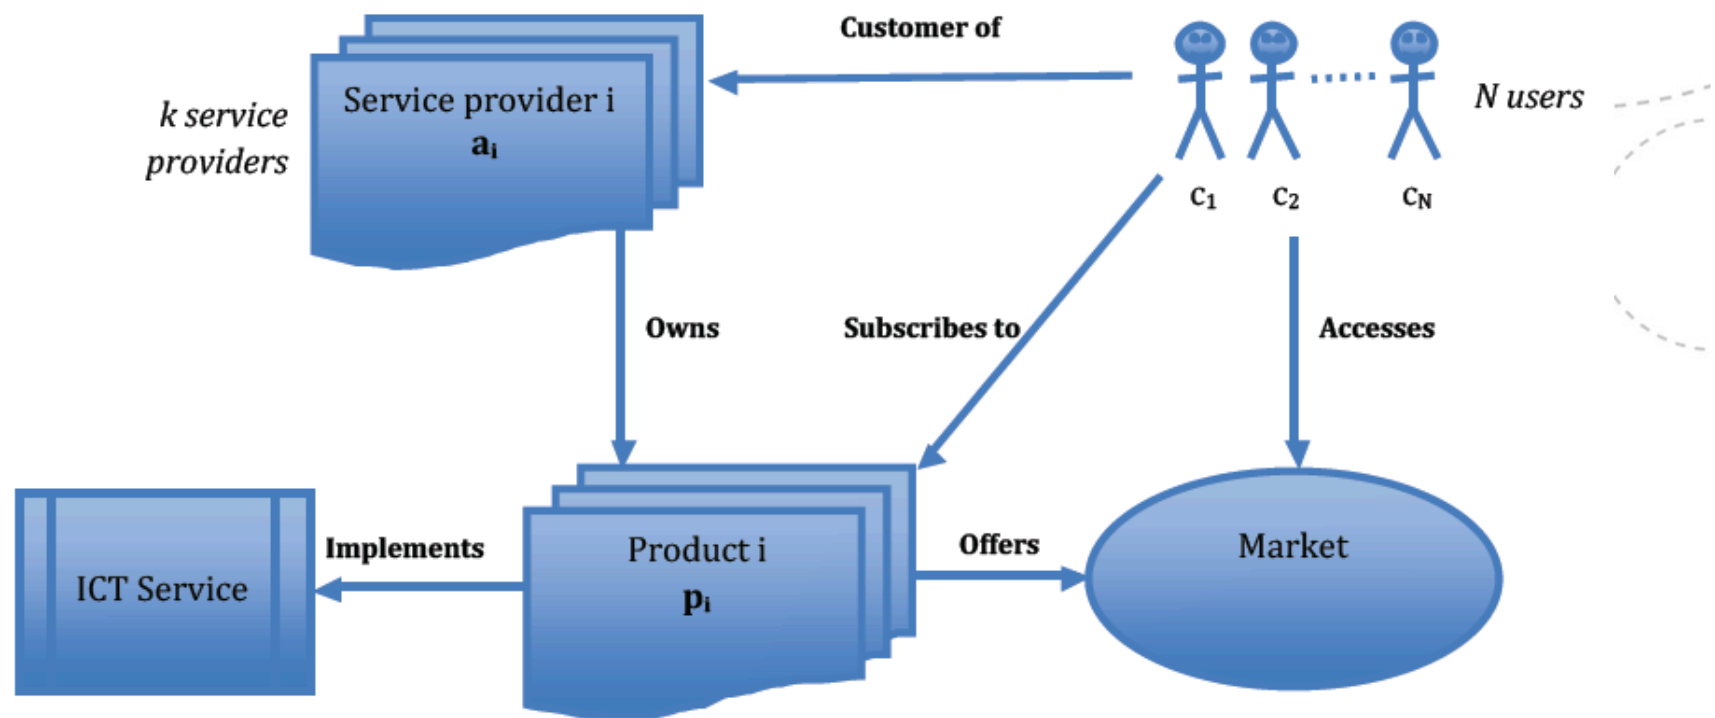 Customer of
k service
providers
Service provider i
aᵢ
N users
c₁
c₂
c_N
Owns
Subscribes to
Accesses
ICT Service
Implements
Product i
pᵢ
Offers
Market